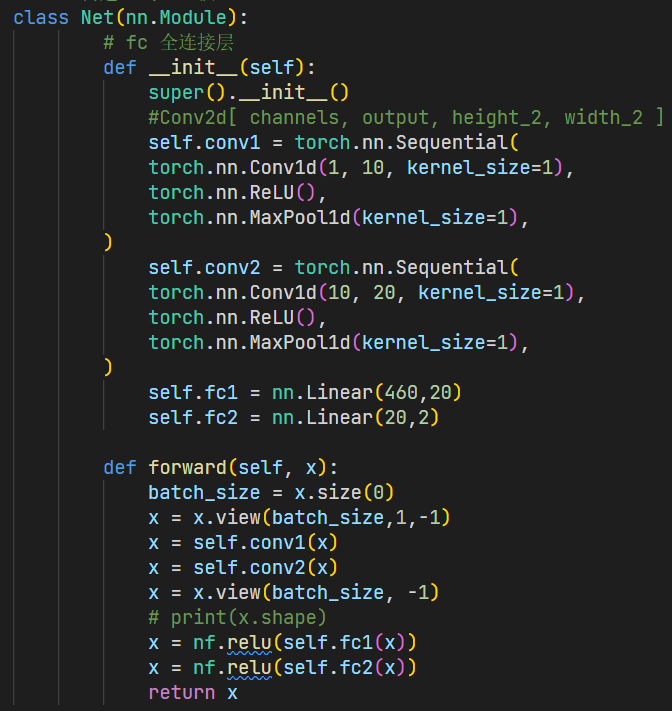 class Net(nn.Module):
# fc 全连接层
def __init__(self):
super().__init__()
#Conv2d[ channels, output, height_2, width_2 ]
self.conv1 = torch.nn.Sequential(
torch.nn.Conv1d(1, 10, kernel_size=1),
torch.nn.ReLU(),
torch.nn.MaxPool1d(kernel_size=1),
)
self.conv2 = torch.nn.Sequential(
torch.nn.Conv1d(10, 20, kernel_size=1),
torch.nn.ReLU(),
torch.nn.MaxPool1d(kernel_size=1),
)
self.fc1 = nn.Linear(460,20)
self.fc2 = nn.Linear(20,2)
def forward(self, x):
batch_size = x.size(0)
x = x.view(batch_size,1,-1)
x = self.conv1(x)
x = self.conv2(x)
x = x.view(batch_size, -1)
# print(x.shape)
x = nf.relu(self.fc1(x))
x = nf.relu(self.fc2(x))
return x